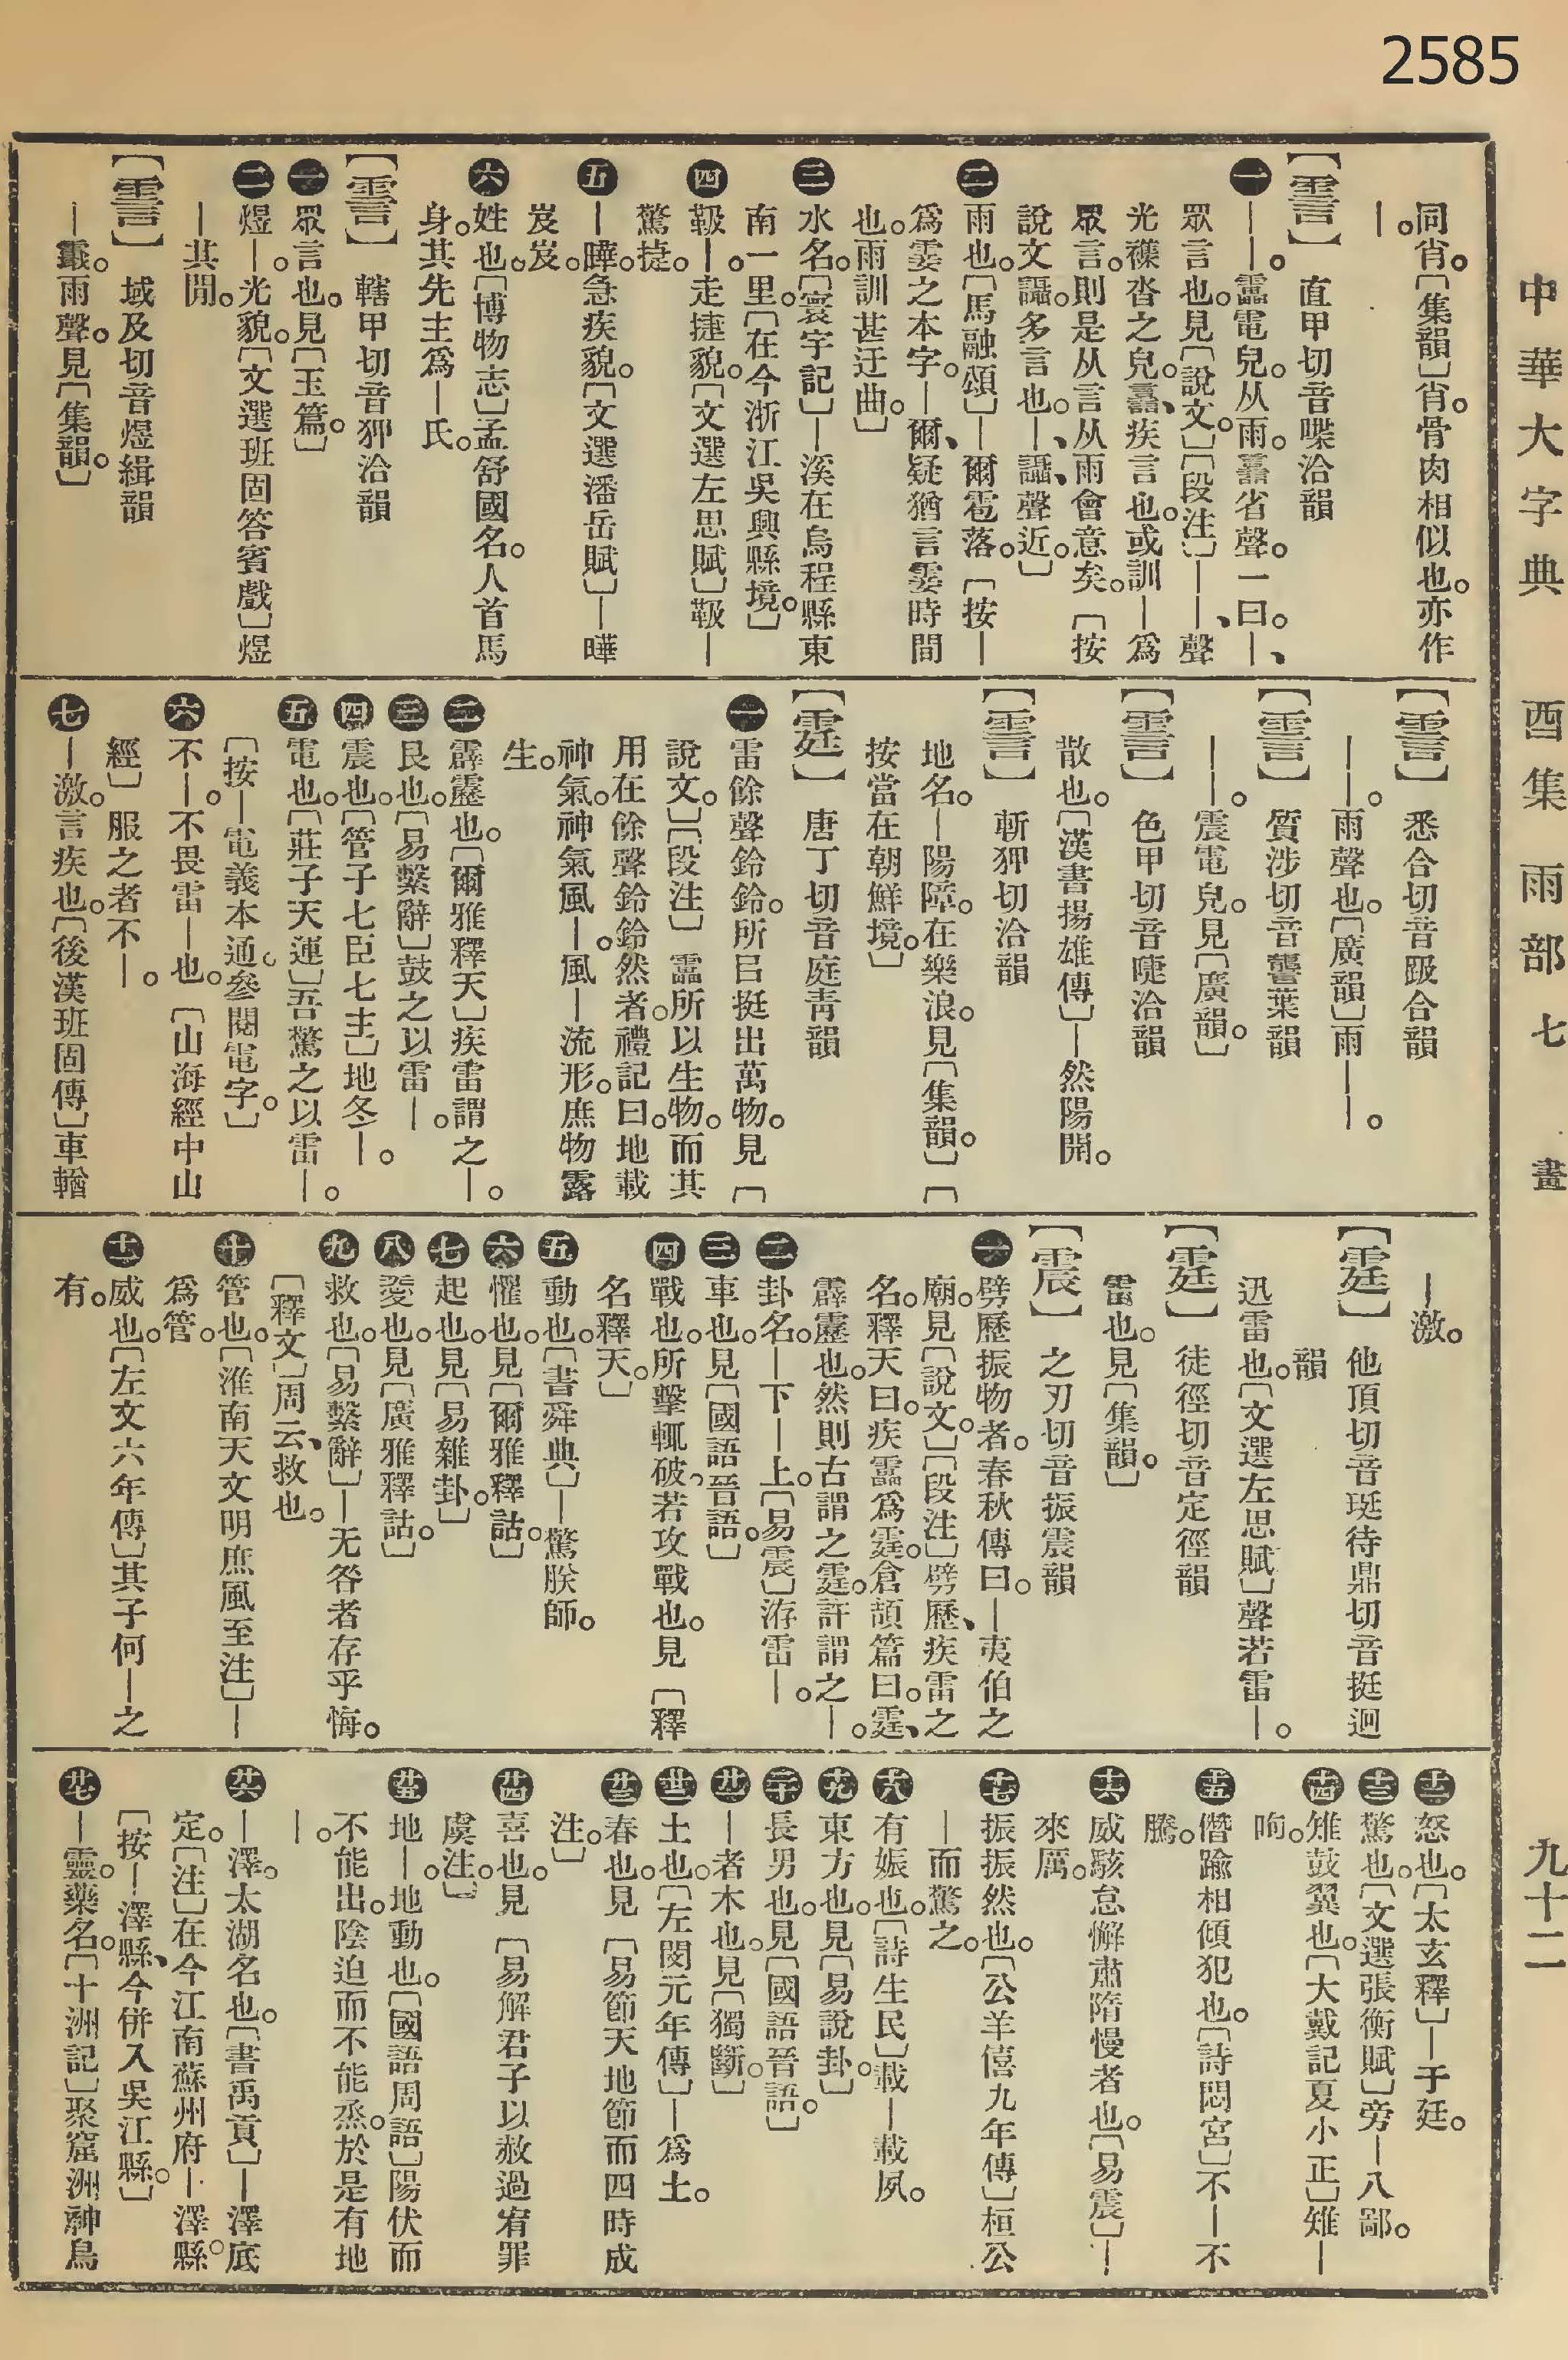 2585
中華大字典　酉集　雨部　七　畫　九十二
同肖。〔集韻〕肖。骨肉相似也。亦作
｜。
【霅】　直甲切音喋洽韻
㊀｜｜。靁電皃。从雨。譶省聲。一曰。｜、
眾言也。見〔說文。〕〔段注〕｜｜、聲
光襍沓之皃。譶、疾言也。或訓｜爲
眾言。則是从言从雨會意矣。〔按
說文讘。多言也。｜、讘、聲近。〕
㊁雨也。〔馬融頌〕｜爾雹落。〔按｜
爲霎之本字。｜爾、疑猶言霎時間
也。雨訓甚迂曲。〕
㊂水名。〔寰宇記〕｜溪在烏程縣東
南一里。〔在今浙江吳興縣境。〕
㊃靸｜。走捷貌。〔文選左思賦〕靸｜
驚捷。
㊄｜曄。急疾貌。〔文選潘岳賦〕｜曄
岌岌。
㊅姓也。〔博物志〕孟舒國名。人首馬
身。其先主爲｜氏。
【霅】　轄甲切音狎洽韻
㊀眾言也。見〔玉篇。〕
㊁煜｜。光貌。〔文選班固答賓戲〕煜
｜其閒。
【霅】　域及切音煜緝韻
｜霵。雨聲。見〔集韻。〕
【霅】　悉合切音趿合韻
｜｜。雨聲也。〔廣韻〕雨｜｜。
【霅】　質涉切音讋葉韻
｜｜。震電皃。見〔廣韻。〕
【霅】　色甲切音啑洽韻
散也。〔漢書揚雄傳〕｜然陽開。
【霅】　斬狎切洽韻
地名。｜陽障。在樂浪。見〔集韻。〕〔
按當在朝鮮境。〕
【霆】　唐丁切音庭青韻
㊀雷餘聲鈴鈴。所㠯挺出萬物。見〔
說文。〕〔段注〕靁所以生物。而其
用在餘聲鈴鈴然者。禮記曰。地載
神氣。神氣風｜。風｜流形。庶物露
生。
㊁霹靂也。〔爾雅釋天〕疾雷謂之｜。
㊂艮也。〔易繫辭〕鼓之以雷｜。
㊃震也。〔管子七臣七主〕地冬｜。
㊄電也。〔莊子天運〕吾驚之以雷｜。
〔按｜電義本通。參閱電字。〕
㊅不｜。不畏雷｜也。〔山海經中山
經〕服之者不｜。
㊆｜激。言疾也。〔後漢班固傳〕車輶
｜激。
【霆】　他頂切音珽待鼎切音挺迥
韻
迅雷也。〔文選左思賦〕聲若雷｜。
【霆】　徒徑切音定徑韻
雷也。見〔集韻。〕
【震】　之刃切音振震韻
㊀劈歷振物者。春秋傳曰。｜夷伯之
廟。見〔說文。〕〔段注〕劈歷、疾雷之
名。釋天曰。疾靁爲霆。倉頡篇曰。霆、
霹靂也。然則古謂之霆。許謂之｜。
㊁卦名。｜下｜上。〔易震〕洊雷｜。
㊂車也。見〔國語晉語。〕
㊃戰也。所擊輒破。若攻戰也。見〔釋
名釋天。〕
㊄動也。〔書舜典〕｜驚朕師。
㊅懼也。見〔爾雅釋詁。〕
㊆起也。見〔易雜卦。〕
㊇愛也。見〔廣雅釋詁。〕
㊈救也。〔易繫辭〕｜无咎者存乎悔。
〔釋文〕周云、救也。
㊉管也。〔淮南天文明庶風至注〕｜
爲管。
⑪威也。〔左文六年傳〕其子何｜之
有。
⑫怒也。〔太玄釋〕｜于廷。
⑬驚也。〔文選張衡賦〕旁｜八鄙。
⑭雉鼓翼也。〔大戴記夏小正〕雉｜
呴。
⑮僭踰相傾犯也。〔詩閟宮〕不｜不
騰。
⑯威駭怠懈肅隋慢者也。〔易震〕｜
來厲。
⑰振振然也。〔公羊僖九年傳〕桓公
｜而驚之。
⑱有娠也。〔詩生民〕載｜載夙。
⑲東方也。見〔易說卦。〕
⑳長男也。見〔國語晉語。〕
㉑｜者木也。見〔獨斷。〕
㉒土也。〔左閔元年傳〕｜爲土。
㉓春也。見〔易節天地節而四時成
注。〕
㉔喜也。見〔易解君子以赦過宥罪
虞注。〕
㉕地｜。地動也。〔國語周語〕陽伏而
不能出。陰迫而不能烝。於是有地
｜。
㉖｜澤。太湖名也。〔書禹貢〕｜澤底
定。〔注〕在今江南蘇州府｜澤縣。
〔按｜澤縣、今併入吳江縣。〕
㉗｜靈。藥名。〔十洲記〕聚窟洲神鳥